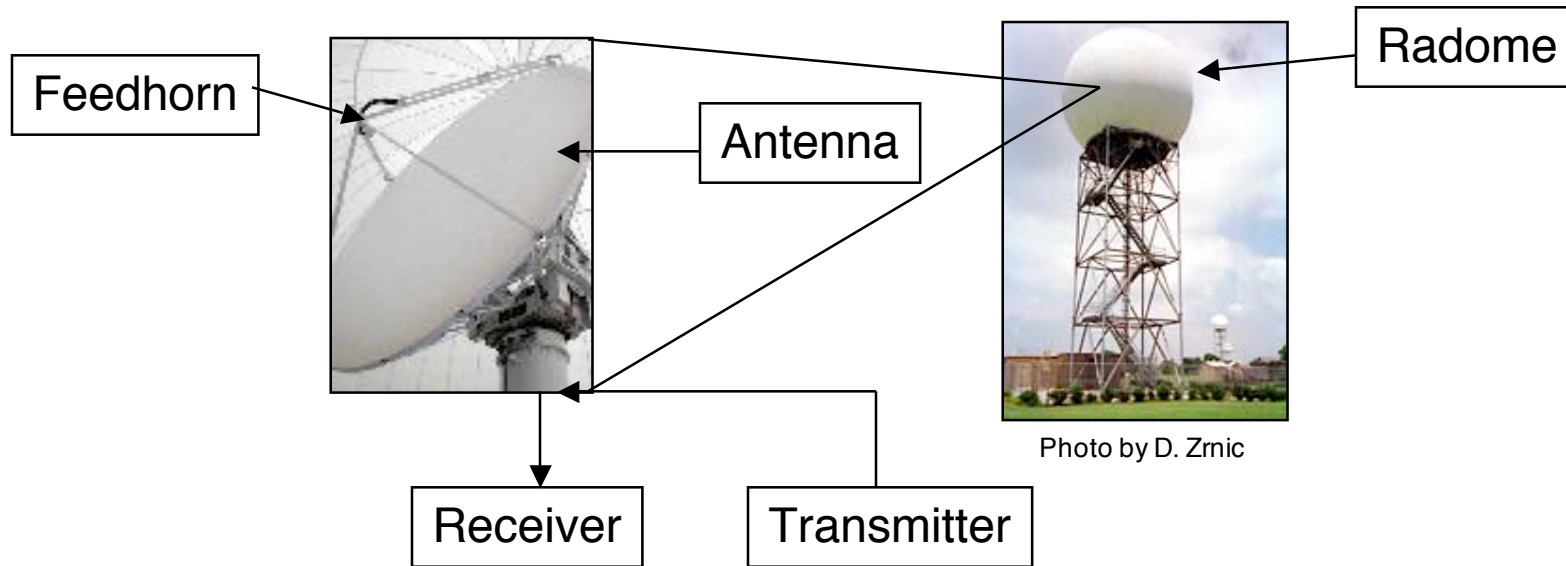 Radome
Feedhorn
Antenna
Photo by D. Zrnic
Receiver
Transmitter